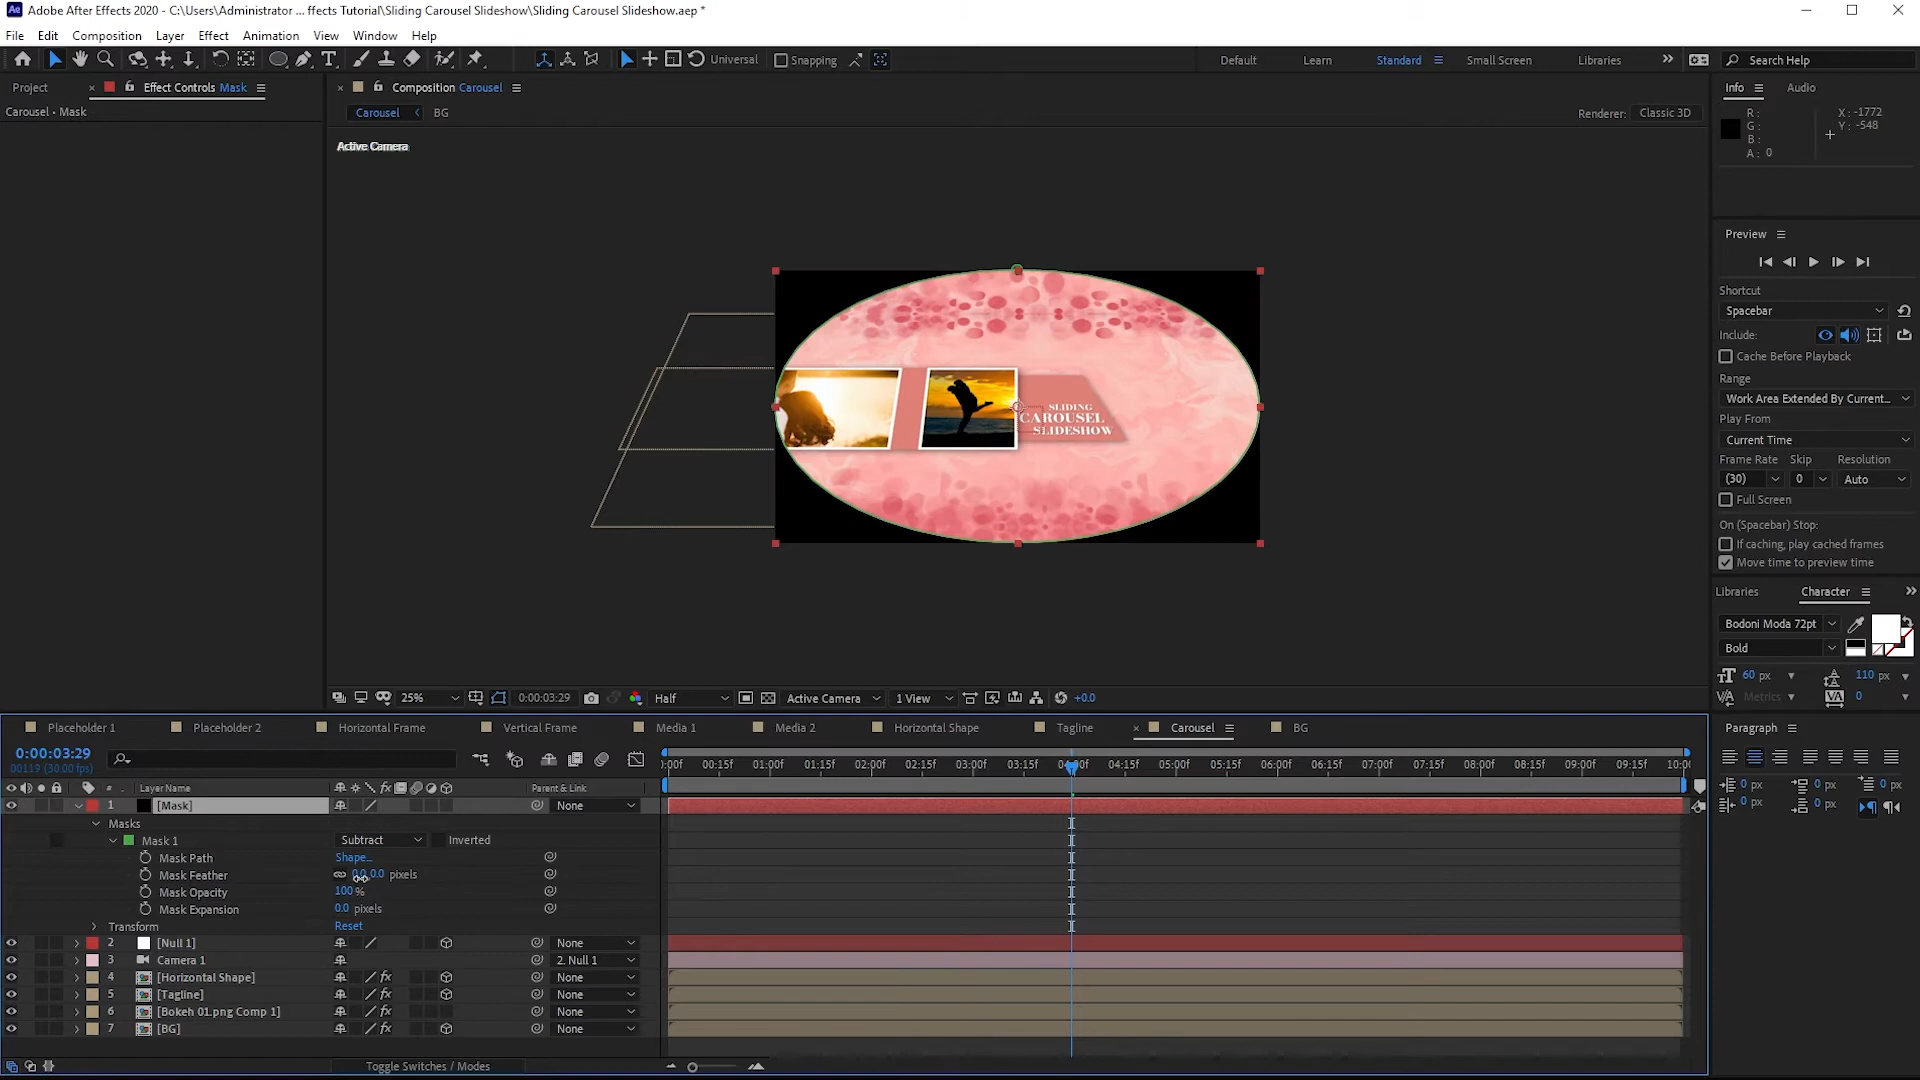 Adobe After Effects 2020 - C:\Users\Administrator ... ffects Tutorial\Sliding Carousel Slideshow\Sliding Carousel Slideshow.aep *
File Edit Composition Layer Effect Animation View Window Help
Universal Snapping Default Learn Standard Small Screen Libraries Search Help
Project Effect Controls Mask Composition Carousel Info Audio
Carousel • Mask Carousel BG Renderer: Classic 3D
R: X: -1772
G: Y: -548
B:
A: 0
Active Camera
Preview
Shortcut
Spacebar
Include:
Cache Before Playback
Range
Work Area Extended By Current...
Play From
Current Time
Frame Rate Skip Resolution
(30) 0 Auto
Full Screen
On (Spacebar) Stop:
If caching, play cached frames
Move time to preview time
SLIDING
CAROUSEL
SLIDESHOW
Libraries Character
Bodoni Moda 72pt
Bold
60 px 110 px
Metrics 0
25% 0:00:03:29 Half Active Camera 1 View +0.0
Placeholder 1 Placeholder 2 Horizontal Frame Vertical Frame Media 1 Media 2 Horizontal Shape Tagline Carousel BG
Paragraph
0 px 0 px 0 px
0 px 0 px
0:00:03:29
00119 (30.00 fps)
:00f 00:15f 01:00f 01:15f 02:00f 02:15f 03:00f 03:15f 04:00f 04:15f 05:00f 05:15f 06:00f 06:15f 07:00f 07:15f 08:00f 08:15f 09:00f 09:15f 10:00
# Layer Name Parent & Link
1 [Mask] None
Masks
Mask 1 Subtract Inverted
Mask Path Shape...
Mask Feather 0.0, 0.0 pixels
Mask Opacity 100 %
Mask Expansion 0.0 pixels
Transform Reset
2 [Null 1] None
3 Camera 1 2. Null 1
4 [Horizontal Shape] fx None
5 [Tagline] fx None
6 [Bokeh 01.png Comp 1] fx None
7 [BG] fx None
Toggle Switches / Modes